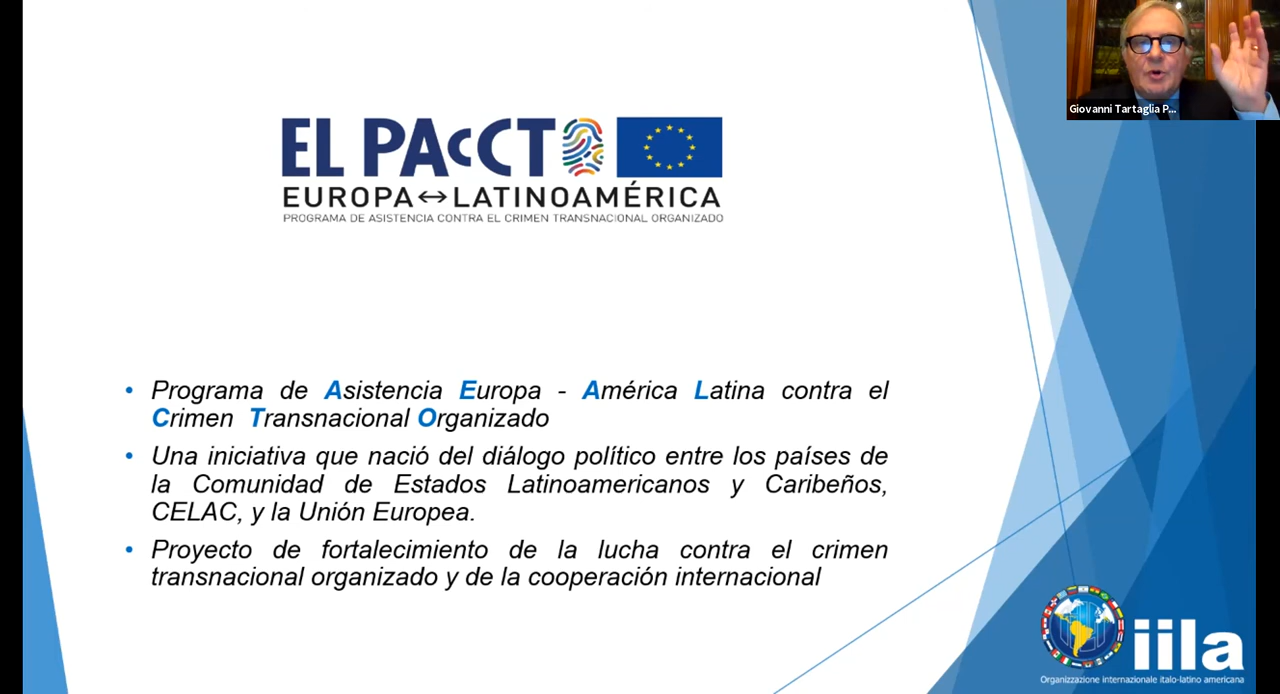 Giovanni Tartaglia P...
EL PAcCTO
EUROPA↔LATINOAMÉRICA
PROGRAMA DE ASISTENCIA CONTRA EL CRIMEN TRANSNACIONAL ORGANIZADO
• Programa de Asistencia Europa - América Latina contra el
Crimen Transnacional Organizado
• Una iniciativa que nació del diálogo político entre los países de
la Comunidad de Estados Latinoamericanos y Caribeños,
CELAC, y la Unión Europea.
• Proyecto de fortalecimiento de la lucha contra el crimen
transnacional organizado y de la cooperación internacional
iila
Organizzazione internazionale italo-latino americana